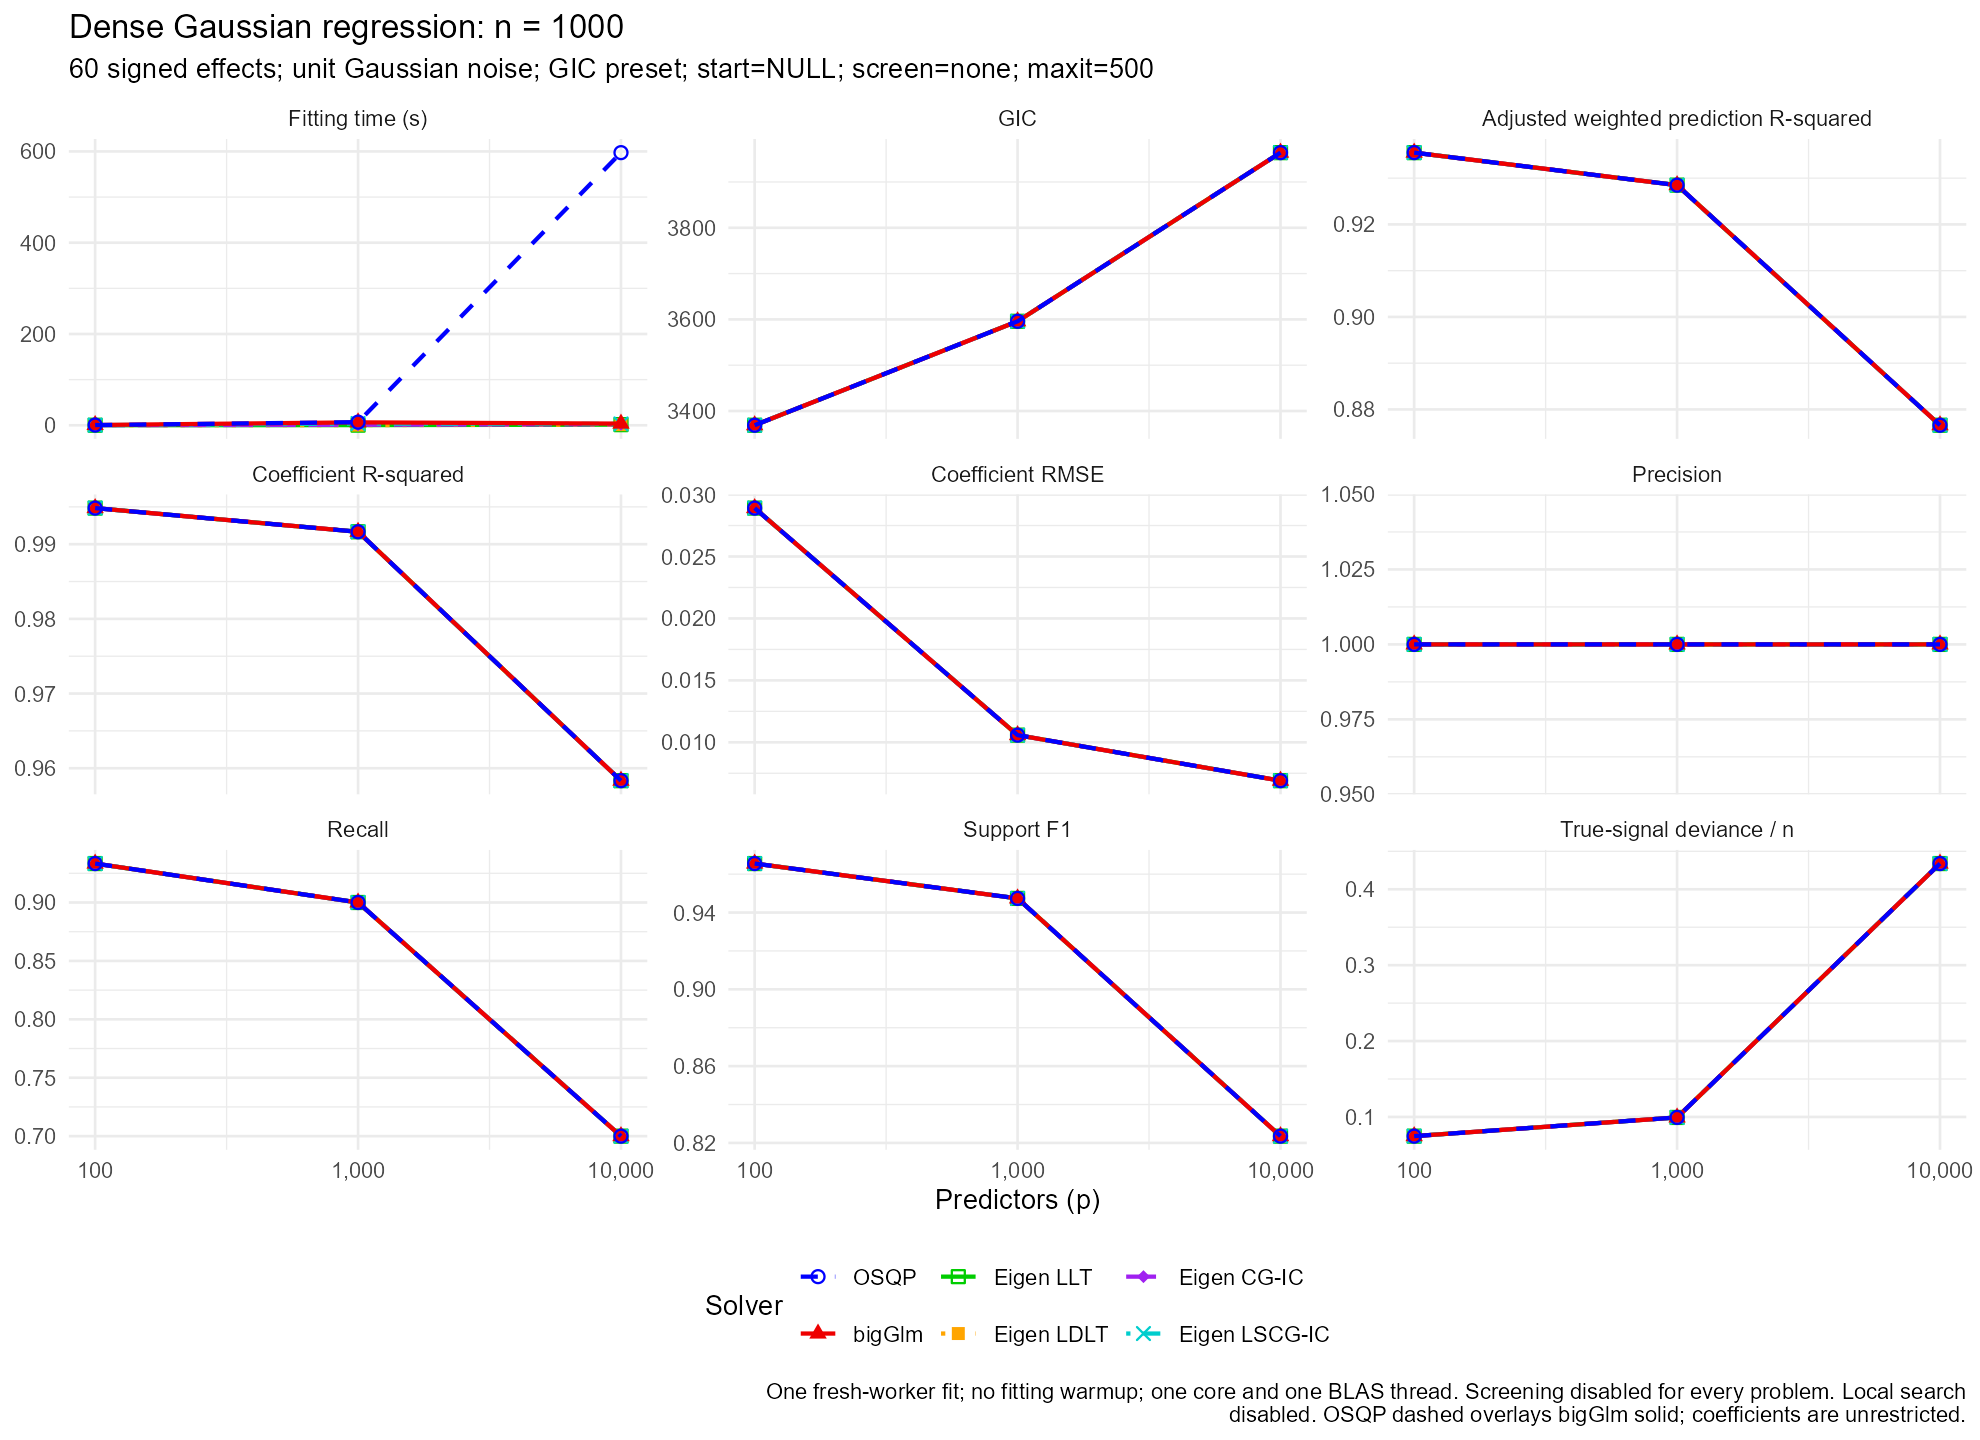 Dense Gaussian regression: n = 1000
60 signed effects; unit Gaussian noise; GIC preset; start=NULL; screen=none; maxit=500
Fitting time (s)
600
400
200
0
GIC
3800
3600
3400
Adjusted weighted prediction R-squared
0.92
0.90
0.88
Coefficient R-squared
0.99
0.98
0.97
0.96
Coefficient RMSE
0.030
0.025
0.020
0.015
0.010
Precision
1.050
1.025
1.000
0.975
0.950
Recall
0.90
0.85
0.80
0.75
0.70
100 1,000 10,000
Support F1
0.94
0.90
0.86
0.82
100 1,000 10,000
True-signal deviance / n
0.4
0.3
0.2
0.1
100 1,000 10,000
Predictors (p)
Solver
OSQP Eigen LLT Eigen CG-IC
bigGlm Eigen LDLT Eigen LSCG-IC
One fresh-worker fit; no fitting warmup; one core and one BLAS thread. Screening disabled for every problem. Local search
disabled. OSQP dashed overlays bigGlm solid; coefficients are unrestricted.